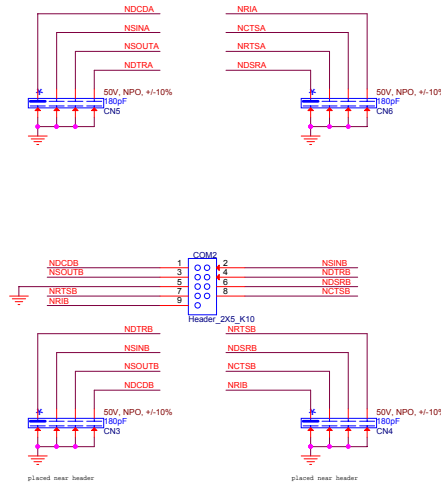 NDCDA NRIA
NSINA NCTSA
NSOUTA NRTSA
NDTRA NDSRA
* 50V, NPO, +/-10% * 50V, NPO, +/-10%
180pF 180pF
CN5 CN6
COM2
NDCDB 1 2 NSINB
NSOUTB 3 4 NDTRB
5 6 NDSRB
NRTSB 7 8 NCTSB
NRIB 9
Header_2X5_K10
NDTRB NRTSB
NSINB NDSRB
NSOUTB NCTSB
NDCDB NRIB
* 50V, NPO, +/-10% * 50V, NPO, +/-10%
180pF 180pF
CN3 CN4
placed near header placed near header